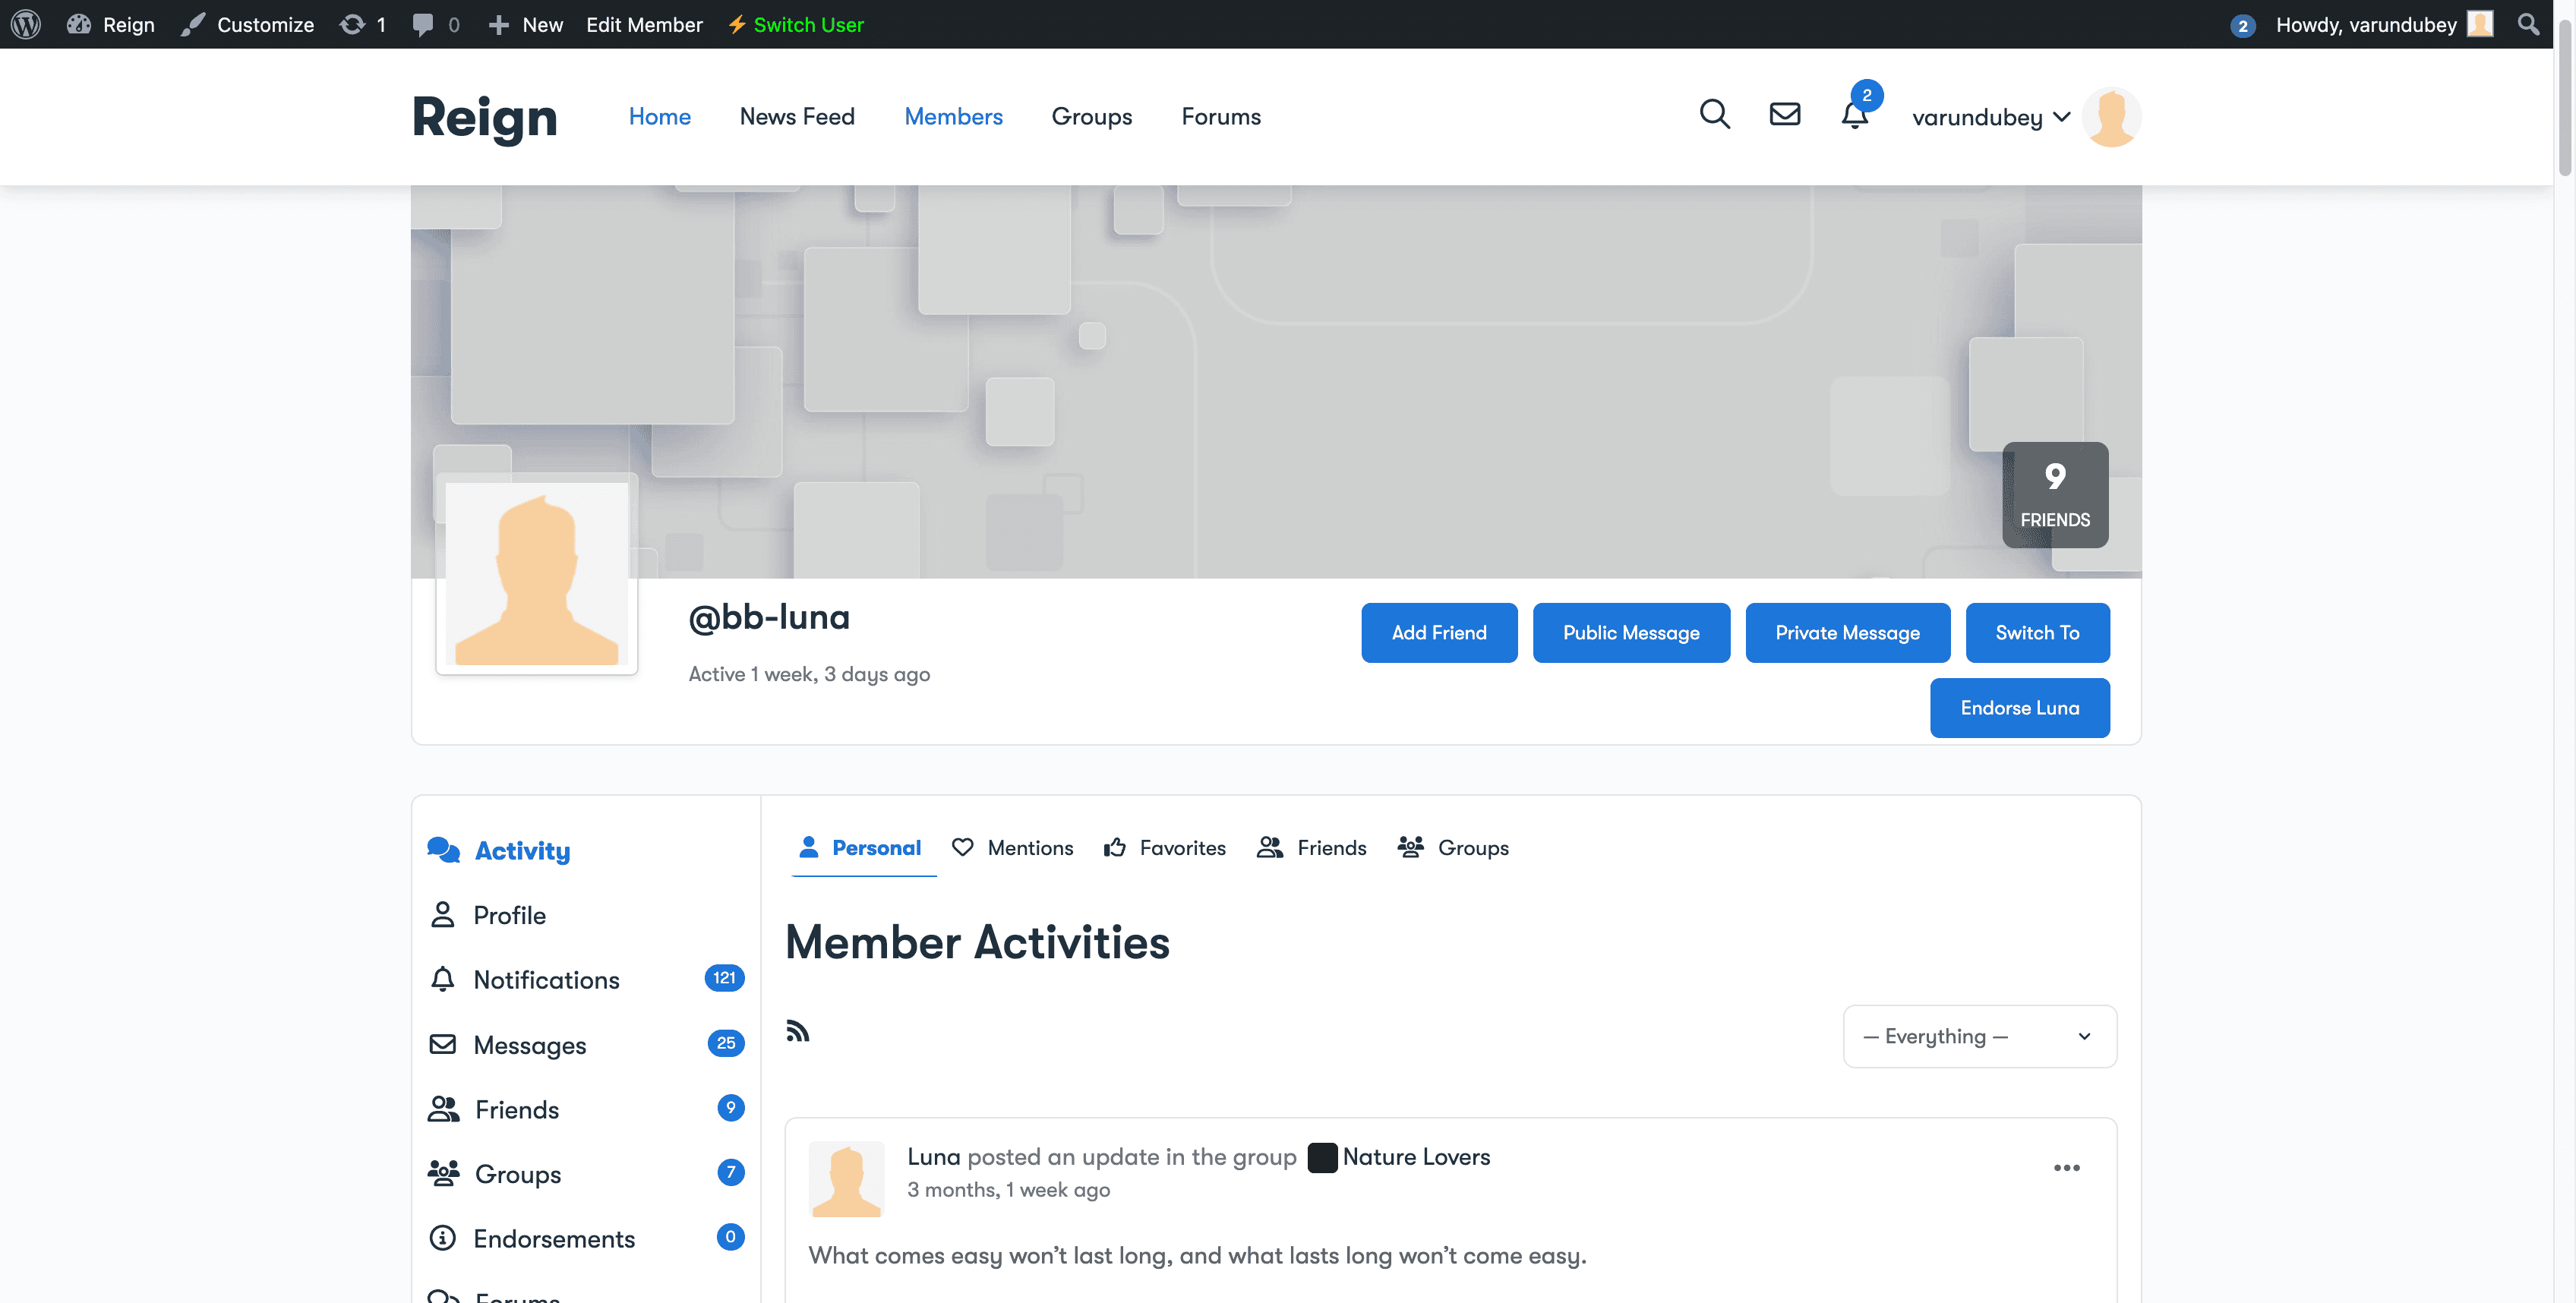 Reign Customize 1 0 New Edit Member Switch User 2 Howdy, varundubey
Reign Home News Feed Members Groups Forums 2 varundubey
9
FRIENDS
@bb-luna
Active 1 week, 3 days ago
Add Friend Public Message Private Message Switch To
Endorse Luna
Activity
Profile
Notifications 121
Messages 25
Friends 9
Groups 7
Endorsements 0
Forums
Personal Mentions Favorites Friends Groups
Member Activities
— Everything —
Luna posted an update in the group Nature Lovers
3 months, 1 week ago
What comes easy won’t last long, and what lasts long won’t come easy.